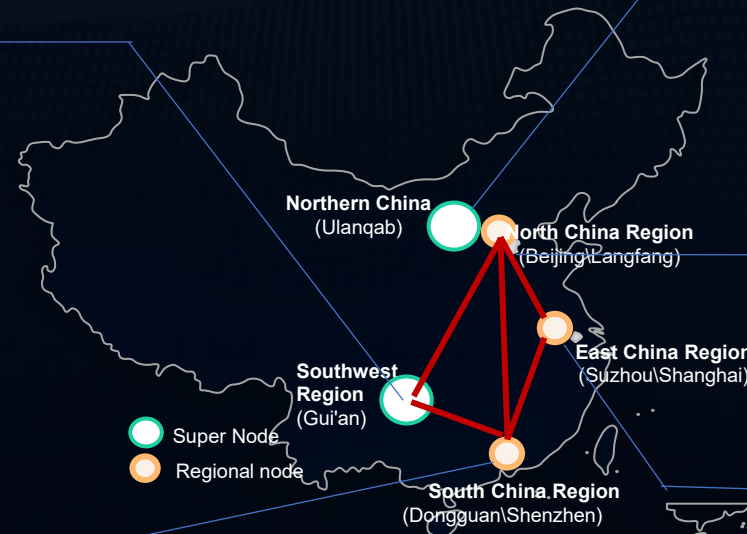 Northern China
(Ulanqab)
North China Region
(Beijing\Langfang)
East China Region
(Suzhou\Shanghai)
Southwest
Region
(Gui'an)
Super Node
Regional node
South China Region
(Dongguan\Shenzhen)